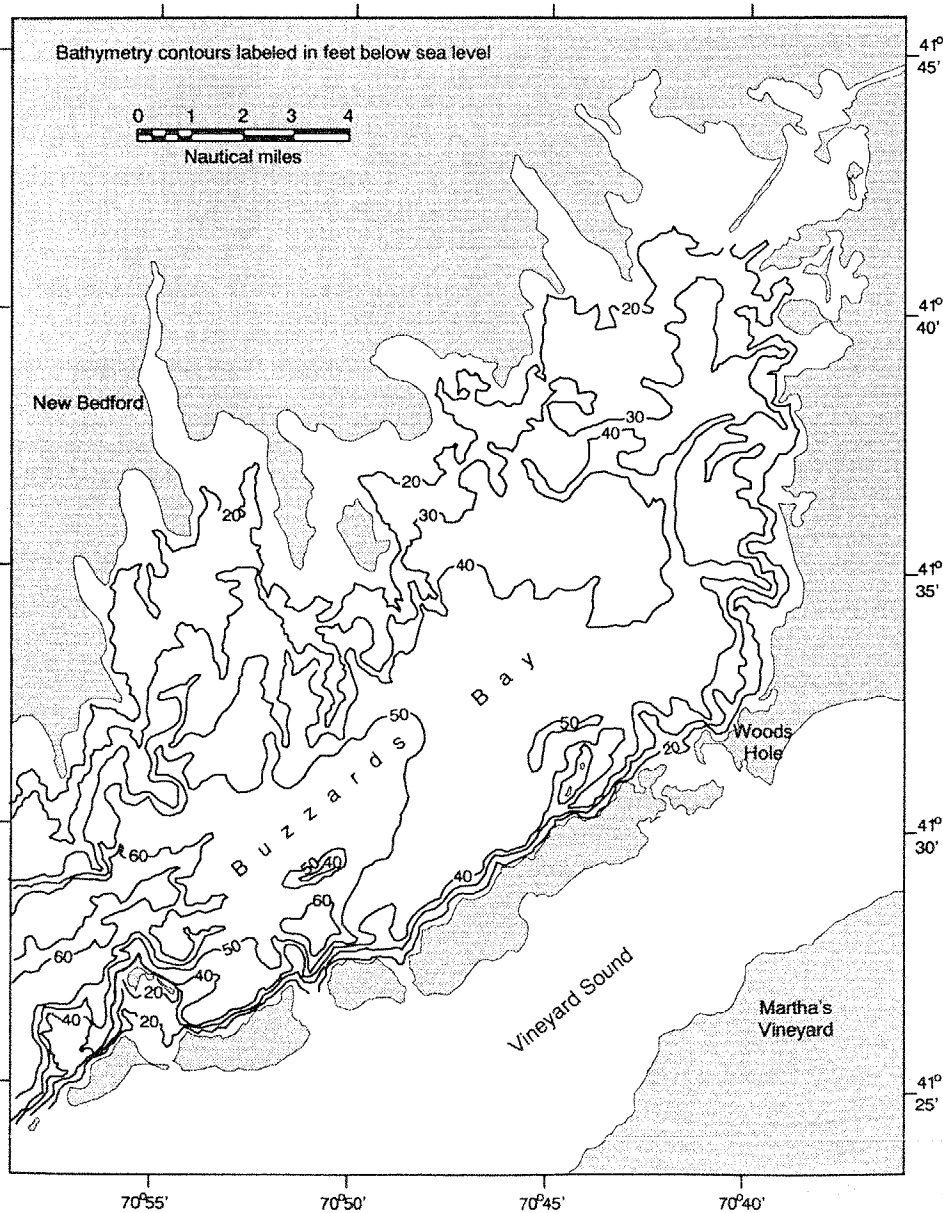 Bathymetry contours labeled in feet below sea level
41° 45'
0 1 2 3 4
Nautical miles
41° 40'
20
New Bedford
30
40
20
20
30
41° 35'
40
Bay
50
50
Woods Hole
20
Buzzards
41° 30'
60
50 40
40
60
50
60
40
20
Vineyard Sound
40
20
Martha's Vineyard
41° 25'
70°55' 70°50' 70°45' 70°40'